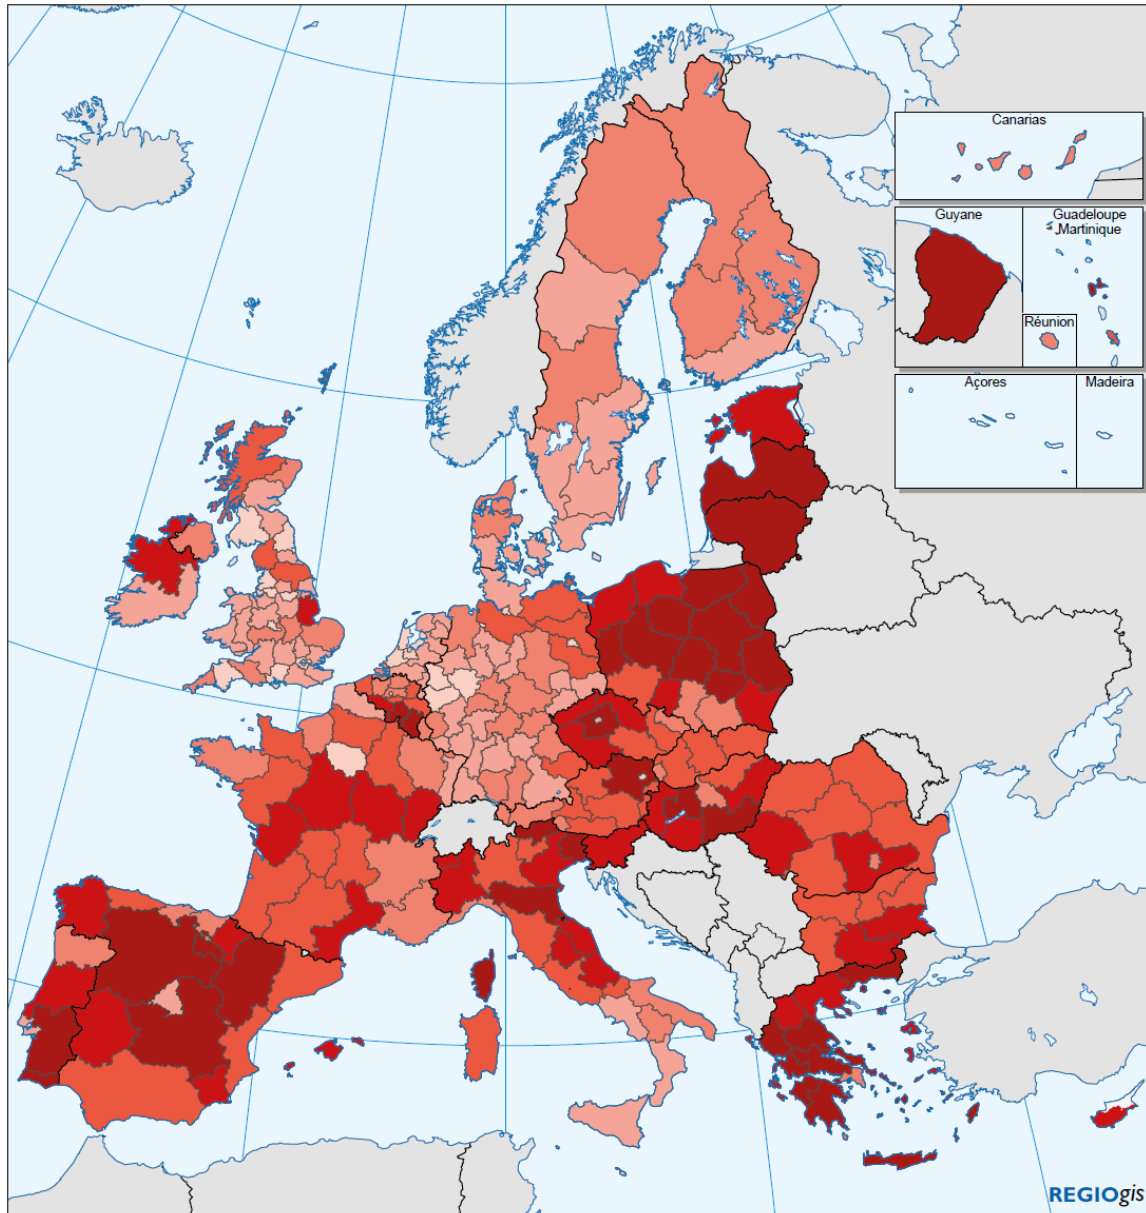 Canarias
Guyane
Guadeloupe
Martinique
Réunion
Açores
Madeira
REGIOgis